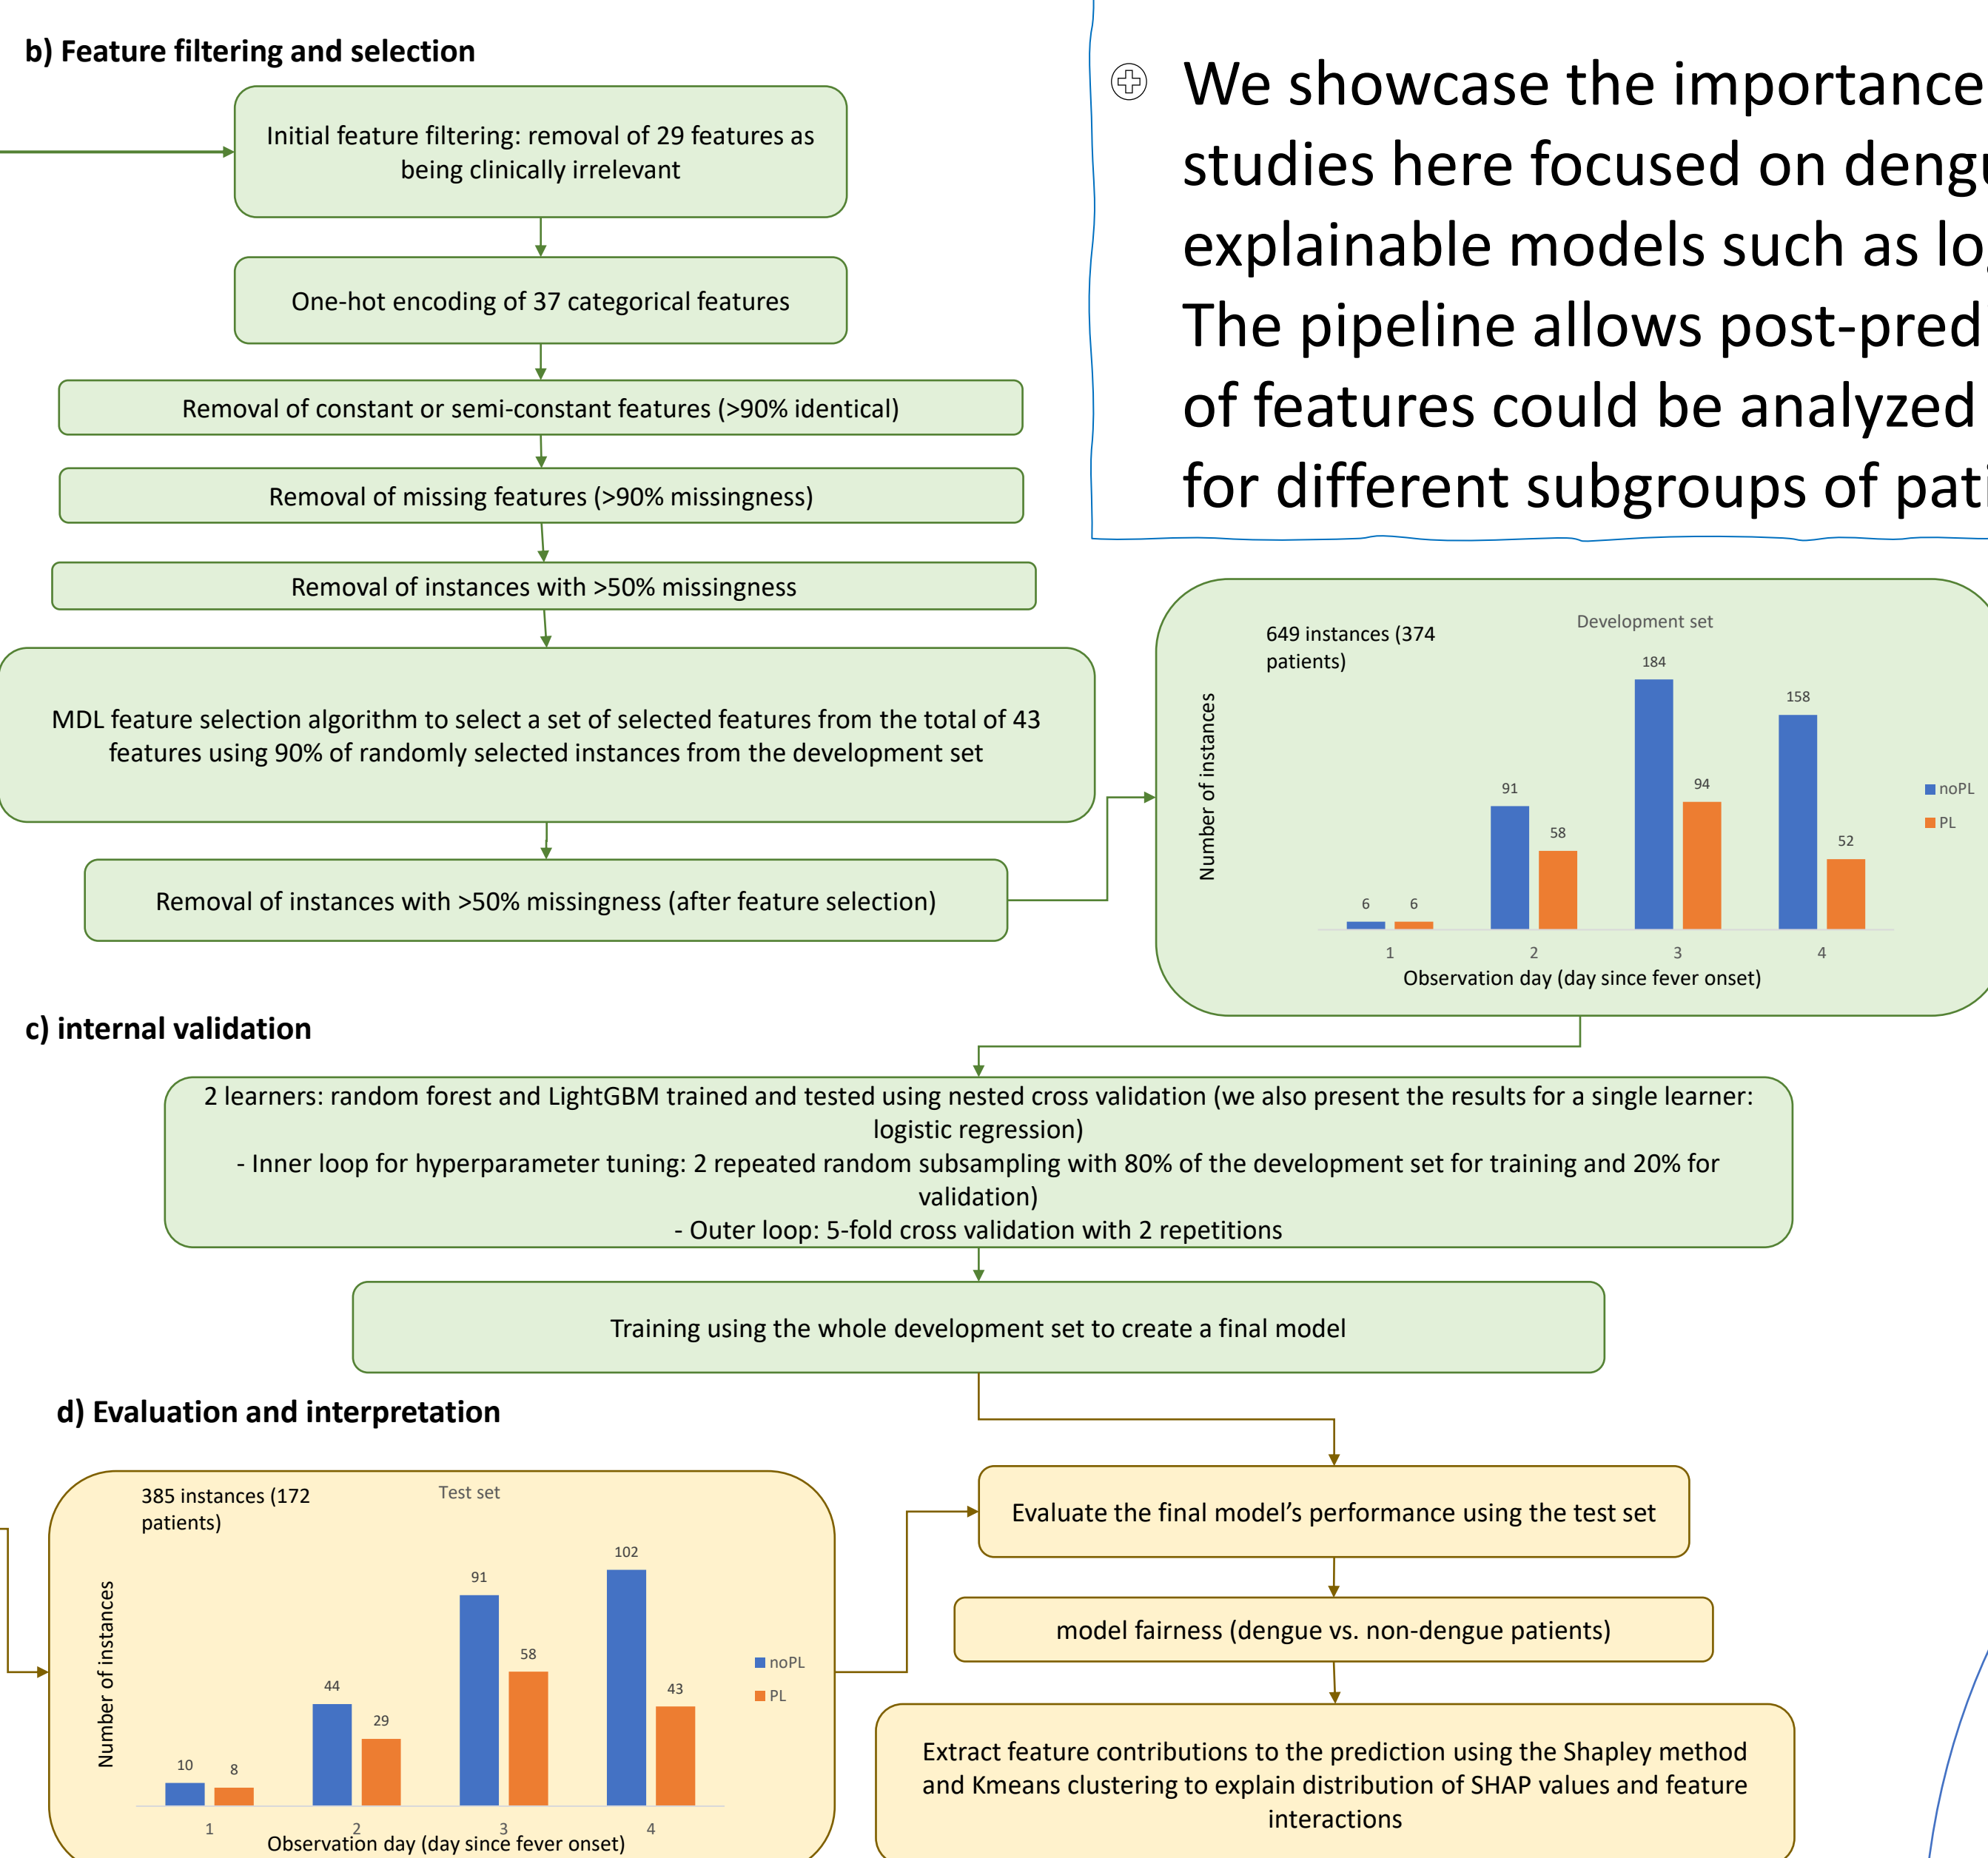 b) Feature filtering and selection
Initial feature filtering: removal of 29 features as
being clinically irrelevant
One-hot encoding of 37 categorical features
Removal of constant or semi-constant features (>90% identical)
Removal of missing features (>90% missingness)
Removal of instances with >50% missingness
MDL feature selection algorithm to select a set of selected features from the total of 43
features using 90% of randomly selected instances from the development set
Removal of instances with >50% missingness (after feature selection)
We showcase the importance
studies here focused on
explainable models such as
The pipeline allows
of features could be analyzed
for different subgroups of
649 instances (374
patients)
Development set
Number of instances
6 6 91 58 184 94 158 52
1 2 3 4
Observation day (day since fever onset)
noPL
PL
c) internal validation
2 learners: random forest and LightGBM trained and tested using nested cross validation (we also present the results for a single learner:
logistic regression)
- Inner loop for hyperparameter tuning: 2 repeated random subsampling with 80% of the development set for training and 20% for
validation)
- Outer loop: 5-fold cross validation with 2 repetitions
Training using the whole development set to create a final model
d) Evaluation and interpretation
385 instances (172
patients)
Test set
Number of instances
10 8 44 29 91 58 102 43
1 2 3 4
Observation day (day since fever onset)
noPL
PL
Evaluate the final model's performance using the test set
model fairness (dengue vs. non-dengue patients)
Extract feature contributions to the prediction using the Shapley method
and Kmeans clustering to explain distribution of SHAP values and feature
interactions